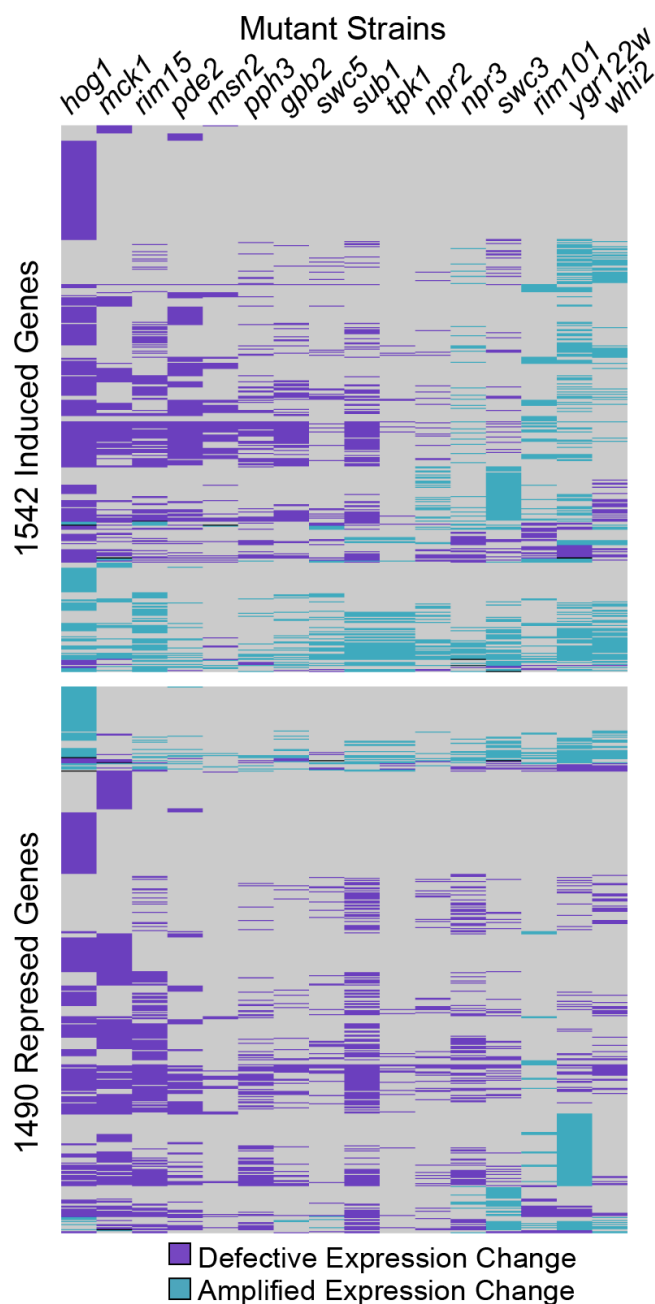 Mutant Strains
hog1
mck1
rim15
pde2
msn2
pph3
gpb2
swc5
sub1
tpk1
npr2
npr3
swc3
rim101
ygr122w
whi2
1542 Induced Genes
1490 Repressed Genes
Defective Expression Change
Amplified Expression Change